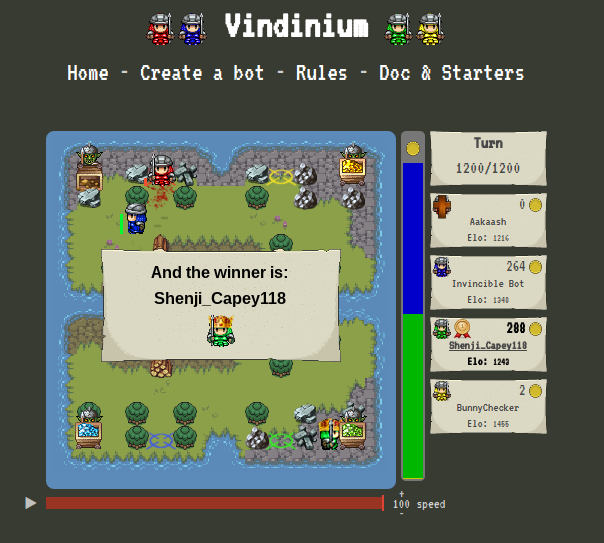 Vindinium
Home - Create a bot - Rules - Doc & Starters
Turn
1200/1200
0
Aakaash
Elo: 1216
264
Invincible Bot
Elo: 1348
288
Shenji_Capey118
Elo: 1243
2
BunnyChecker
Elo: 1455
And the winner is:
Shenji_Capey118
+
100 speed
-